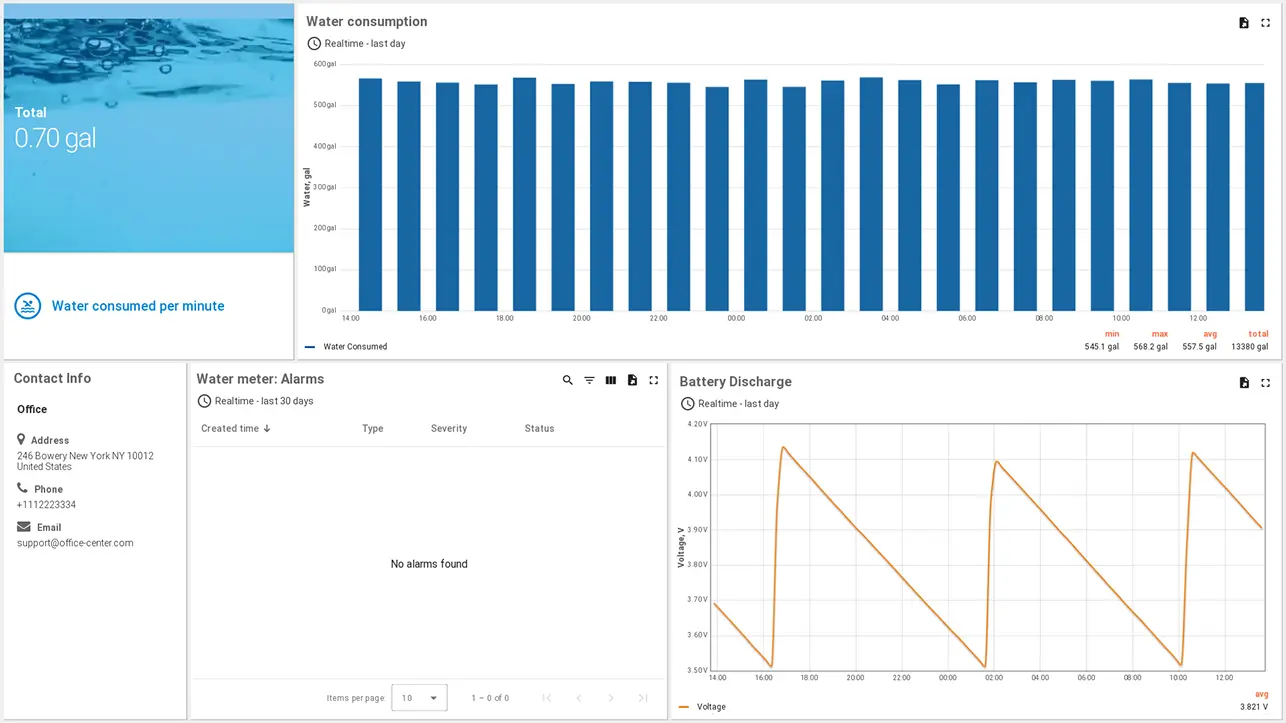 Total
0.70 gal
Water consumed per minute
Water consumption
Realtime - last day
600gal
500gal
400gal
300gal
200gal
100gal
0gal
Water, gal
14:00 16:00 18:00 20:00 22:00 00:00 02:00 04:00 06:00 08:00 10:00 12:00
min max avg total
Water Consumed 545.1 gal 568.2 gal 557.5 gal 13380 gal
Contact Info
Office
Address
246 Bowery New York NY 10012
United States
Phone
+1112223334
Email
support@office-center.com
Water meter: Alarms
Realtime - last 30 days
Created time Type Severity Status
No alarms found
Items per page: 10 1 – 0 of 0
Battery Discharge
Realtime - last day
4.20V
4.10V
4.00V
3.90V
3.80V
3.70V
3.60V
3.50V
Voltage, V
14:00 16:00 18:00 20:00 22:00 00:00 02:00 04:00 06:00 08:00 10:00 12:00
avg
Voltage 3.821 V